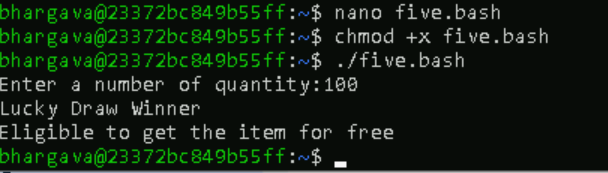 bhargava@23372bc849b55ff:~$ nano five.bash
bhargava@23372bc849b55ff:~$ chmod +x five.bash
bhargava@23372bc849b55ff:~$ ./five.bash
Enter a number of quantity:100
Lucky Draw Winner
Eligible to get the item for free
bhargava@23372bc849b55ff:~$